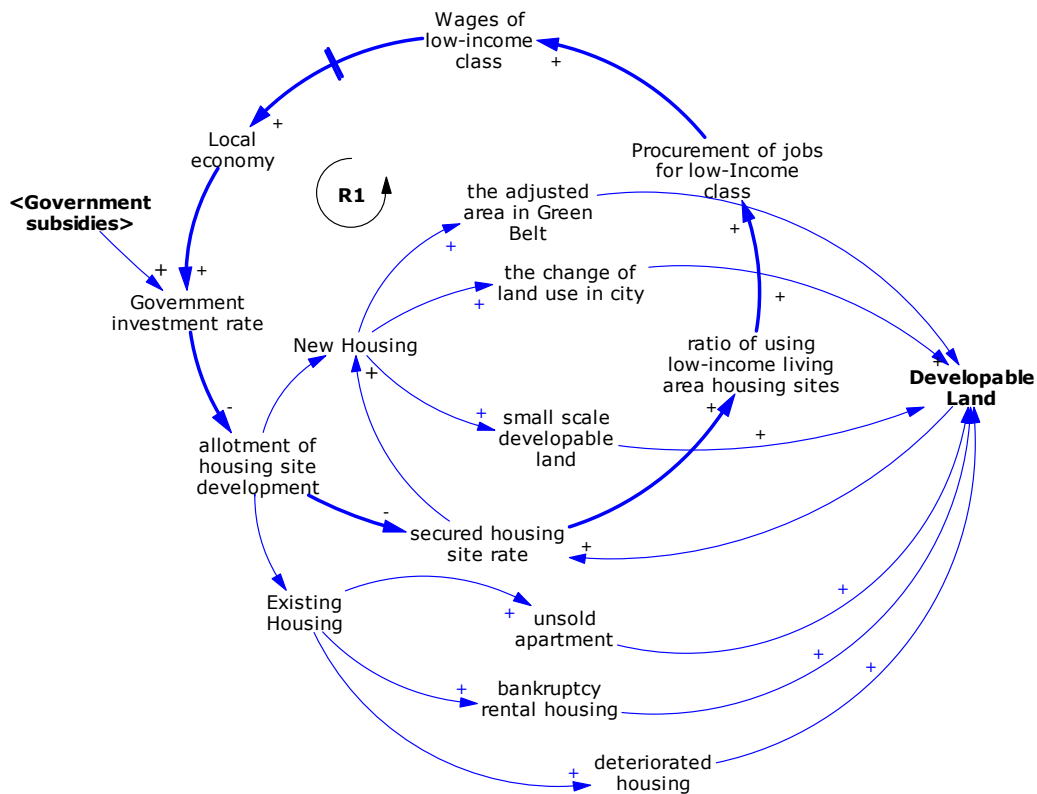 Wages of
low-income
class
+
+
Local
economy
R1
Procurement of jobs
for low-Income
class
<Government
subsidies>
the adjusted
area in Green
Belt
+
+
+
+
the change of
land use in city
+
+
Government
investment rate
New Housing
+
ratio of using
low-income living
area housing sites
+
Developable
Land
-
+
+
small scale
developable
land
+
allotment of
housing site
development
-
secured housing
site rate
+
Existing
Housing
+
unsold
apartment
+
+
+
+
bankruptcy
rental housing
+
deteriorated
housing